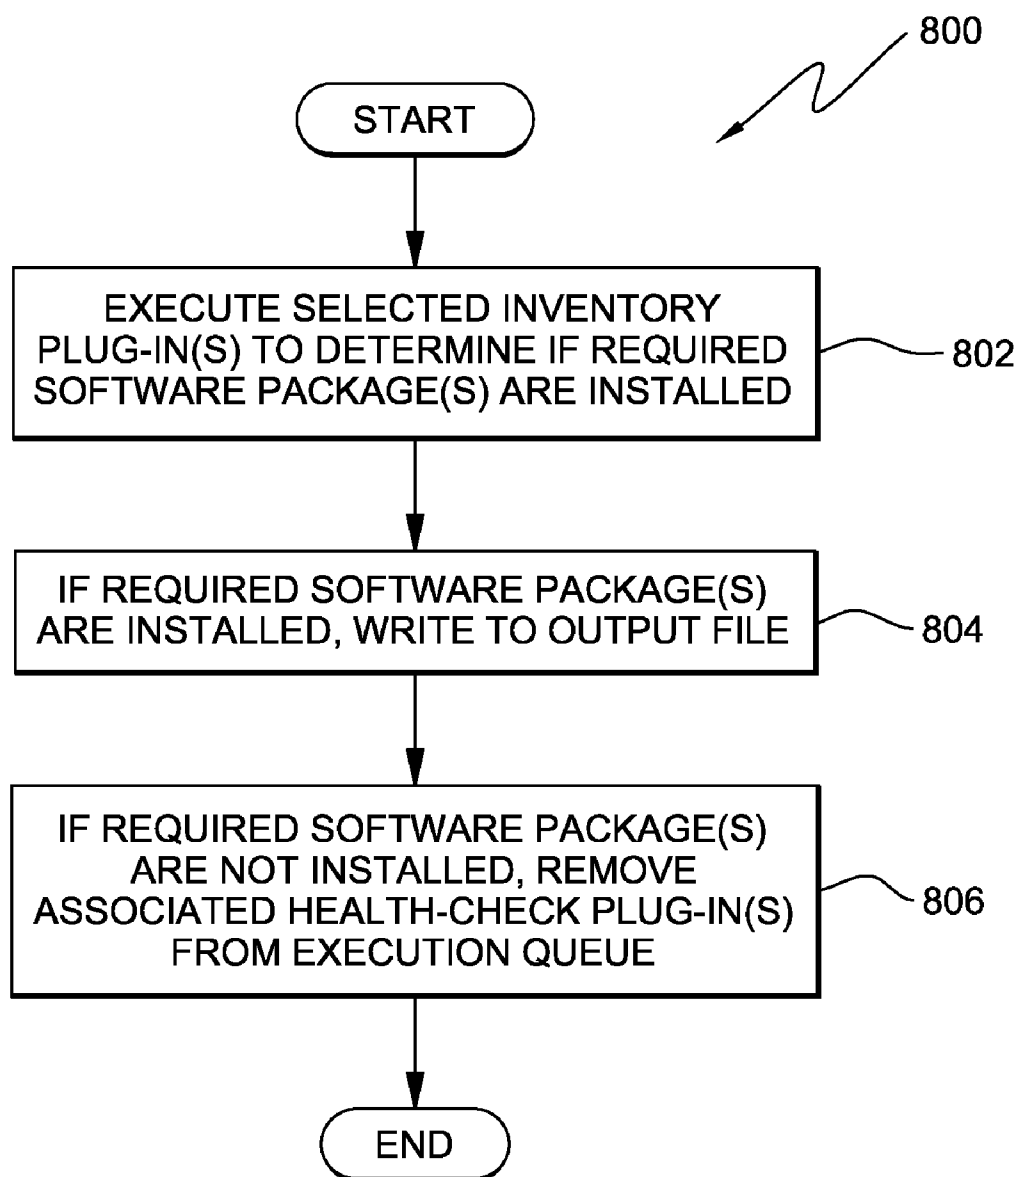 800
START
EXECUTE SELECTED INVENTORY
PLUG-IN(S) TO DETERMINE IF REQUIRED
SOFTWARE PACKAGE(S) ARE INSTALLED
802
IF REQUIRED SOFTWARE PACKAGE(S)
ARE INSTALLED, WRITE TO OUTPUT FILE
804
IF REQUIRED SOFTWARE PACKAGE(S)
ARE NOT INSTALLED, REMOVE
ASSOCIATED HEALTH-CHECK PLUG-IN(S)
FROM EXECUTION QUEUE
806
END